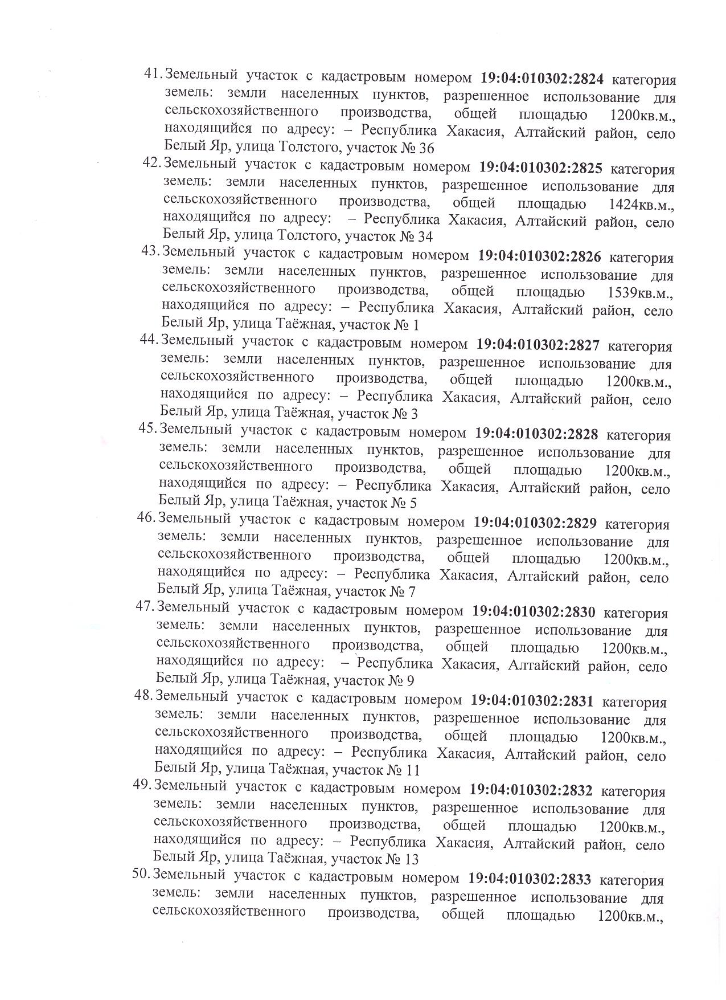 41. Земельный участок с кадастровым номером 19:04:010302:2824 категория
земель: земли населенных пунктов, разрешенное использование для
сельскохозяйственного производства, общей площадью 1200кв.м.,
находящийся по адресу: – Республика Хакасия, Алтайский район, село
Белый Яр, улица Толстого, участок № 36
42. Земельный участок с кадастровым номером 19:04:010302:2825 категория
земель: земли населенных пунктов, разрешенное использование для
сельскохозяйственного производства, общей площадью 1424кв.м.,
находящийся по адресу: – Республика Хакасия, Алтайский район, село
Белый Яр, улица Толстого, участок № 34
43. Земельный участок с кадастровым номером 19:04:010302:2826 категория
земель: земли населенных пунктов, разрешенное использование для
сельскохозяйственного производства, общей площадью 1539кв.м.,
находящийся по адресу: – Республика Хакасия, Алтайский район, село
Белый Яр, улица Таёжная, участок № 1
44. Земельный участок с кадастровым номером 19:04:010302:2827 категория
земель: земли населенных пунктов, разрешенное использование для
сельскохозяйственного производства, общей площадью 1200кв.м.,
находящийся по адресу: – Республика Хакасия, Алтайский район, село
Белый Яр, улица Таёжная, участок № 3
45. Земельный участок с кадастровым номером 19:04:010302:2828 категория
земель: земли населенных пунктов, разрешенное использование для
сельскохозяйственного производства, общей площадью 1200кв.м.,
находящийся по адресу: – Республика Хакасия, Алтайский район, село
Белый Яр, улица Таёжная, участок № 5
46. Земельный участок с кадастровым номером 19:04:010302:2829 категория
земель: земли населенных пунктов, разрешенное использование для
сельскохозяйственного производства, общей площадью 1200кв.м.,
находящийся по адресу: – Республика Хакасия, Алтайский район, село
Белый Яр, улица Таёжная, участок № 7
47. Земельный участок с кадастровым номером 19:04:010302:2830 категория
земель: земли населенных пунктов, разрешенное использование для
сельскохозяйственного производства, общей площадью 1200кв.м.,
находящийся по адресу: – Республика Хакасия, Алтайский район, село
Белый Яр, улица Таёжная, участок № 9
48. Земельный участок с кадастровым номером 19:04:010302:2831 категория
земель: земли населенных пунктов, разрешенное использование для
сельскохозяйственного производства, общей площадью 1200кв.м.,
находящийся по адресу: – Республика Хакасия, Алтайский район, село
Белый Яр, улица Таёжная, участок № 11
49. Земельный участок с кадастровым номером 19:04:010302:2832 категория
земель: земли населенных пунктов, разрешенное использование для
сельскохозяйственного производства, общей площадью 1200кв.м.,
находящийся по адресу: – Республика Хакасия, Алтайский район, село
Белый Яр, улица Таёжная, участок № 13
50. Земельный участок с кадастровым номером 19:04:010302:2833 категория
земель: земли населенных пунктов, разрешенное использование для
сельскохозяйственного производства, общей площадью 1200кв.м.,